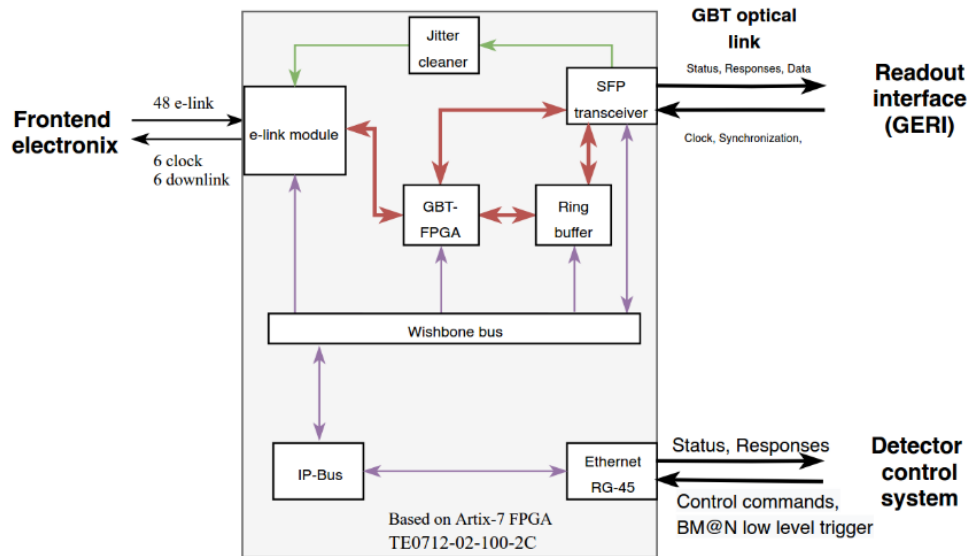 GBT optical
link
Jitter
cleaner
Status, Responses, Data
SFP
transceiver
Readout
interface
(GERI)
48 e-link
Frontend
electronix
e-link module
Clock, Synchronization,
6 clock
6 downlink
GBT-
FPGA
Ring
buffer
Wishbone bus
Status, Responses
Detector
control
system
IP-Bus
Ethernet
RG-45
Control commands,
BM@N low level trigger
Based on Artix-7 FPGA
TE0712-02-100-2C